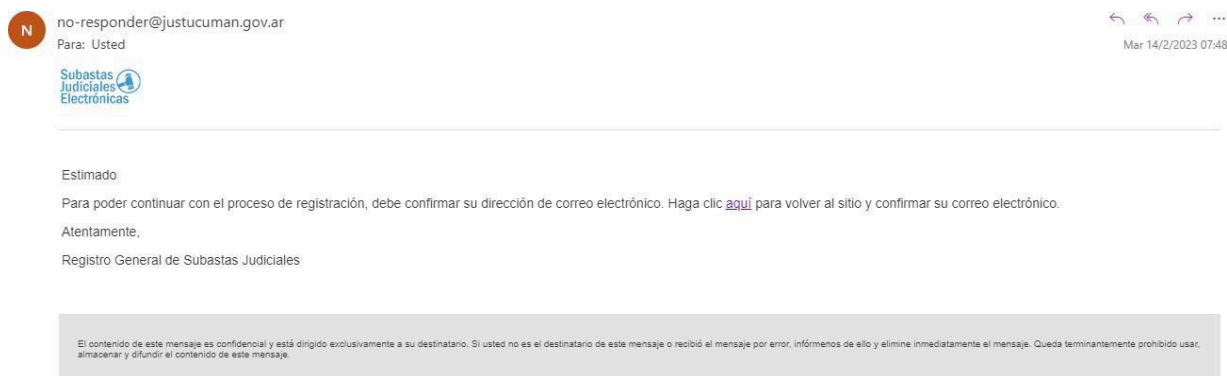 N
no-responder@justucuman.gov.ar
Para: Usted
Mar 14/2/2023 07:48
Subastas
Judiciales
Electrónicas
Estimado
Para poder continuar con el proceso de registración, debe confirmar su dirección de correo electrónico. Haga clic aquí para volver al sitio y confirmar su correo electrónico.
Atentamente,
Registro General de Subastas Judiciales
El contenido de este mensaje es confidencial y está dirigido exclusivamente a su destinatario. Si usted no es el destinatario de este mensaje o recibió el mensaje por error, infórmenos de ello y elimine inmediatamente el mensaje. Queda terminantemente prohibido usar,
almacenar y difundir el contenido de este mensaje.